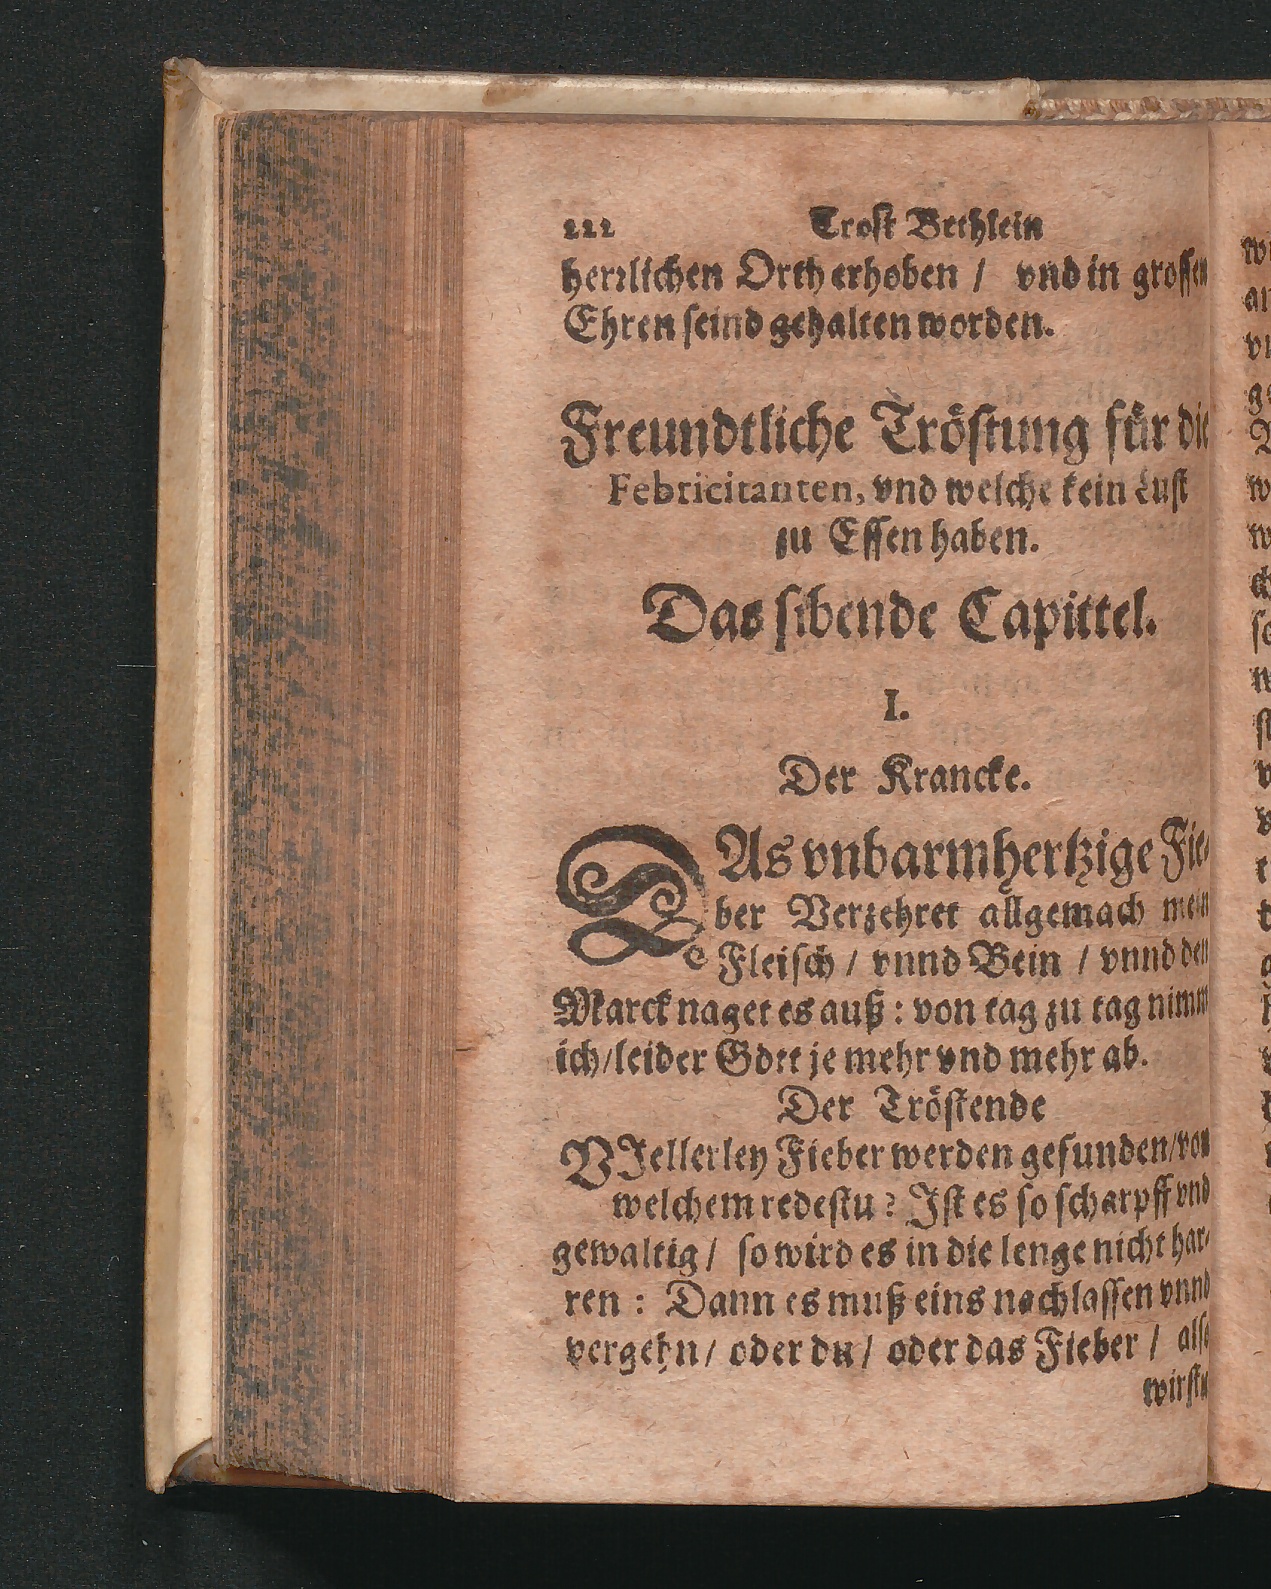 222 Trost Bethlein
herꝛlichen Orth erhoben / vnd in grossen
Ehren seind gehalten worden.
Freundtliche Tröstung für die
Febricitanten, vnd welche kein Lust
zu Essen haben.
Das sibende Capittel.
I.
Der Krancke.
DAs vnbarmhertzige Fie-
ber Verzehret allgemach mein
Fleisch / vnnd Bein / vnnd den
Marck naget es auß : von tag zu tag nimm
ich/leider Gott je mehr vnd mehr ab.
Der Tröstende
VJellerley Fieber werden gefunden/von
welchem redestu? Jst es so scharpff vnd
gewaltig / so wird es in die lenge nicht har-
ren : Dann es muß eins nachlassen vnnd
vergehn / oder du / oder das Fieber / also
wirstu